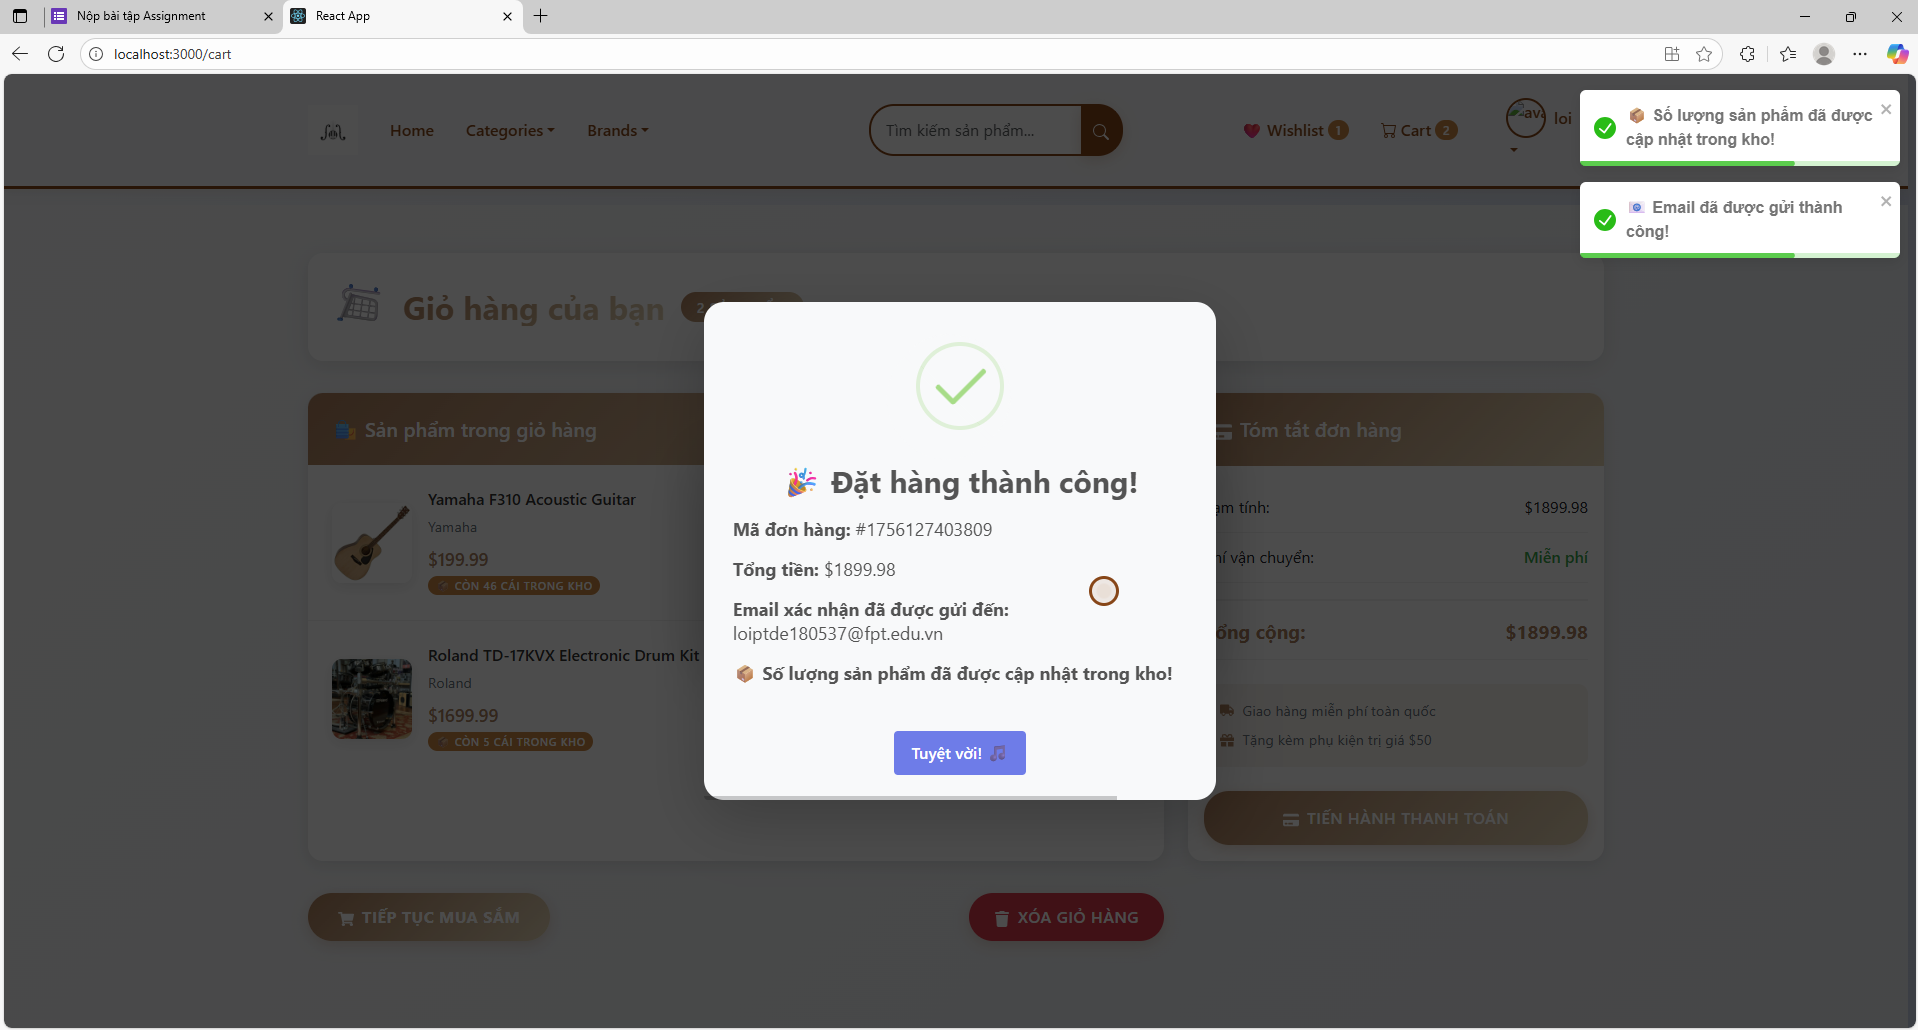 Nộp bài tập Assignment
React App
localhost:3000/cart
Home
Categories
Brands
Tìm kiếm sản phẩm...
Wishlist 1
Cart 2
loi
📦 Số lượng sản phẩm đã được
cập nhật trong kho!
📧 Email đã được gửi thành
công!
Giỏ hàng của bạn
2
Sản phẩm trong giỏ hàng
Yamaha F310 Acoustic Guitar
Yamaha
$199.99
CÒN 46 CÁI TRONG KHO
Roland TD-17KVX Electronic Drum Kit
Roland
$1699.99
CÒN 5 CÁI TRONG KHO
🎉 Đặt hàng thành công!
Mã đơn hàng: #1756127403809
Tổng tiền: $1899.98
Email xác nhận đã được gửi đến:
loiptde180537@fpt.edu.vn
📦 Số lượng sản phẩm đã được cập nhật trong kho!
Tuyệt vời! 🎵
Tóm tắt đơn hàng
tính: $1899.98
vận chuyển: Miễn phí
cộng: $1899.98
Giao hàng miễn phí toàn quốc
Tặng kèm phụ kiện trị giá $50
TIẾN HÀNH THANH TOÁN
TIẾP TỤC MUA SẮM
XÓA GIỎ HÀNG